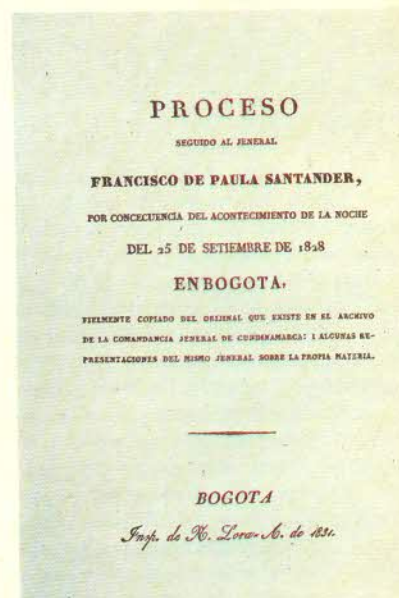 PROCESO
SEGUIDO AL JENERAL
FRANCISCO DE PAULA SANTANDER,
POR CONCECUENCIA DEL ACONTECIMIENTO DE LA NOCHE
DEL 25 DE SETIEMBRE DE 1828
ENBOGOTA,
FIELMENTE COPIADO DEL ORIJINAL QUE EXISTE EN EL ARCHIVO
DE LA COMANDANCIA JENERAL DE CUNDINAMARCA: I ALGUNAS RE-
PRESENTACIONES DEL MISMO JENERAL SOBRE LA PROPIA MATERIA.
BOGOTA
Imp. de N. Lora-A. de 1831.